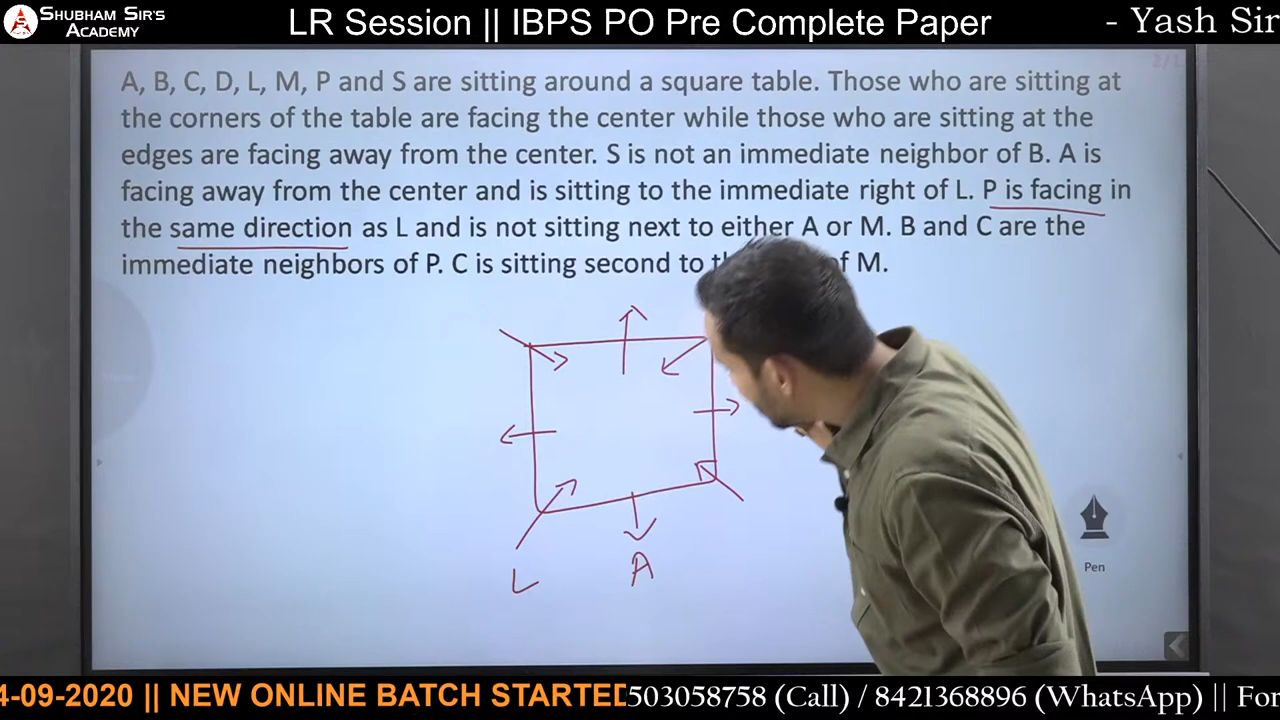 SHUBHAM SIR'S
ACADEMY
LR Session || IBPS PO Pre Complete Paper
- Yash Sir
A, B, C, D, L, M, P and S are sitting around a square table. Those who are sitting at
the corners of the table are facing the center while those who are sitting at the
edges are facing away from the center. S is not an immediate neighbor of B. A is
facing away from the center and is sitting to the immediate right of L. P is facing in
the same direction as L and is not sitting next to either A or M. B and C are the
immediate neighbors of P. C is sitting second to of M.
L
A
Pen
4-09-2020 || NEW ONLINE BATCH STARTED
503058758 (Call) / 8421368896 (WhatsApp) || For